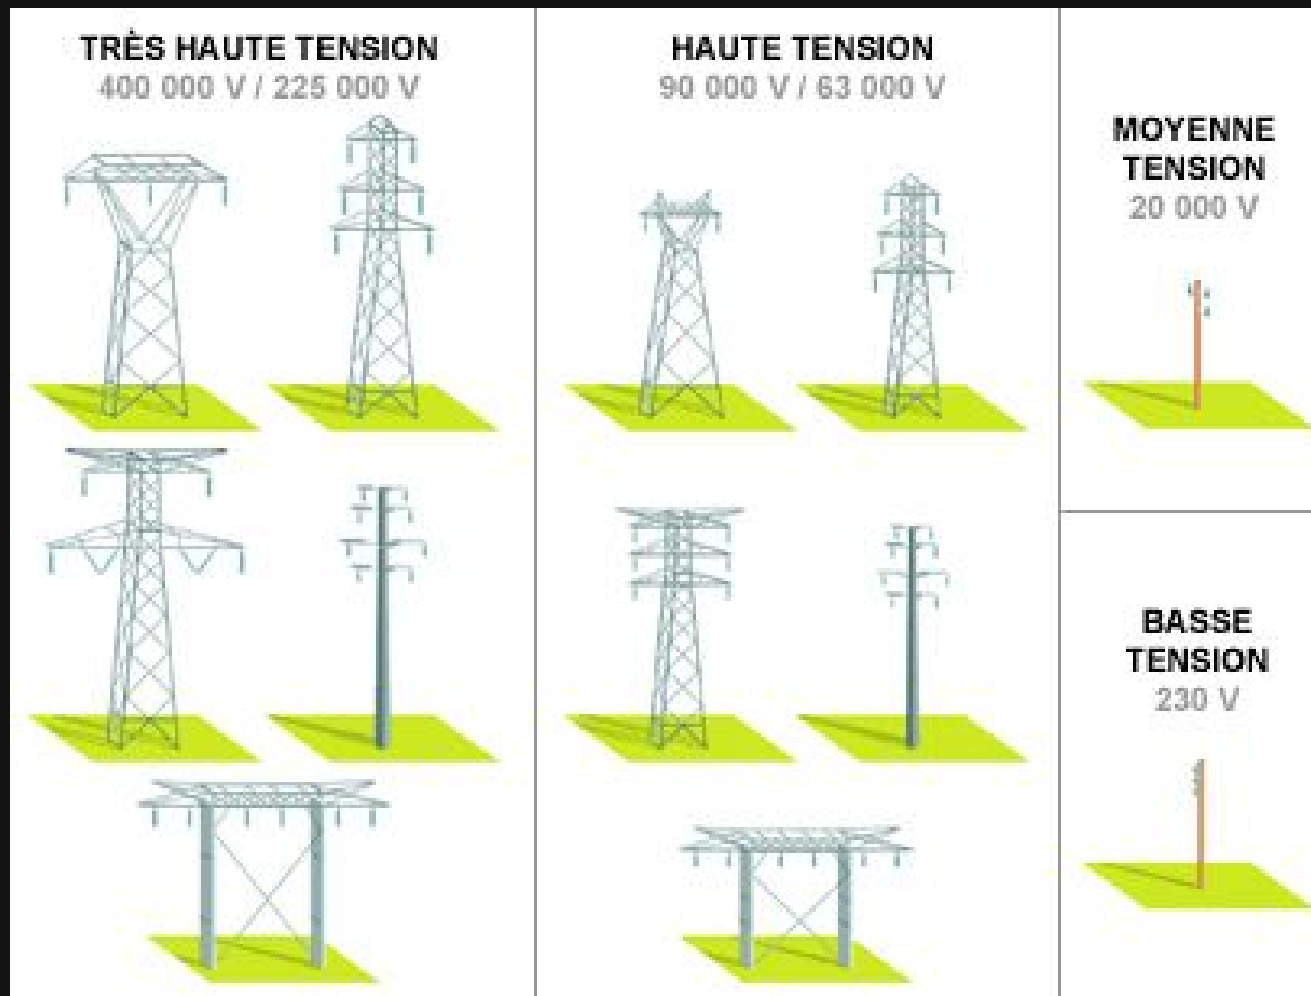 TRÈS HAUTE TENSION
400 000 V / 225 000 V
HAUTE TENSION
90 000 V / 63 000 V
MOYENNE
TENSION
20 000 V
BASSE
TENSION
230 V